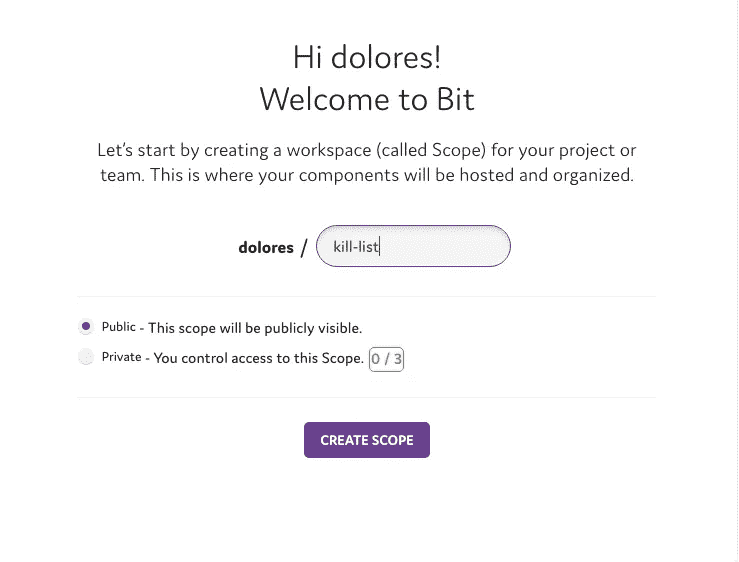 Hi dolores!
Welcome to Bit
Let's start by creating a workspace (called Scope) for your project or
team. This is where your components will be hosted and organized.
dolores / kill-list
Public - This scope will be publicly visible.
Private - You control access to this Scope. 0 / 3
CREATE SCOPE